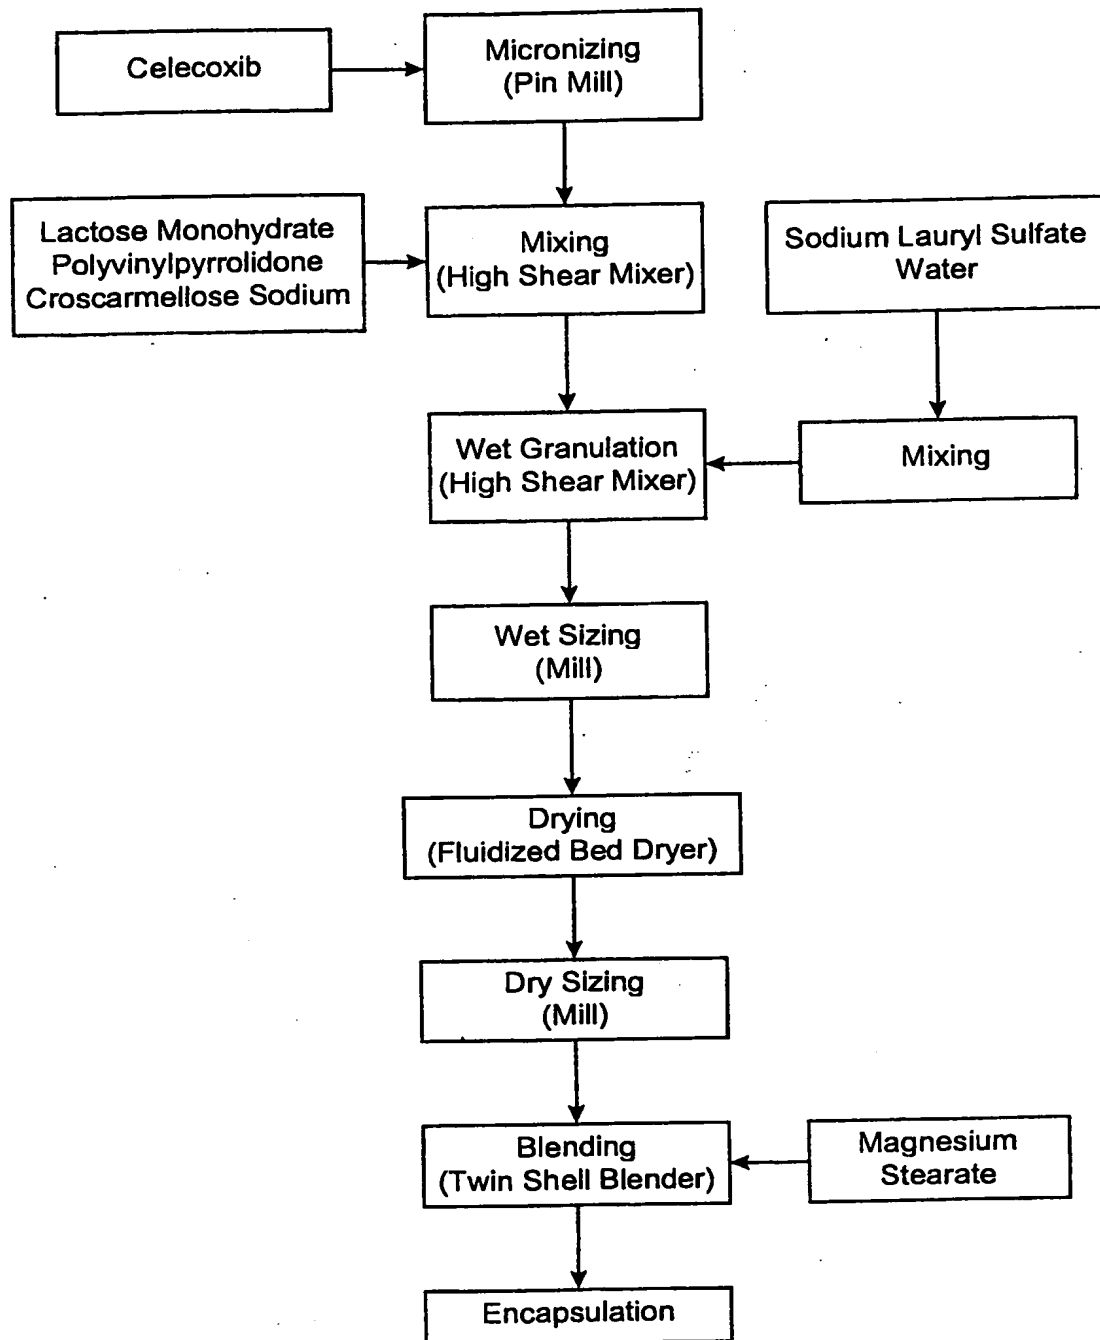 Celecoxib
Micronizing
(Pin Mill)
Lactose Monohydrate
Polyvinylpyrrolidone
Croscarmellose Sodium
Mixing
(High Shear Mixer)
Sodium Lauryl Sulfate
Water
Wet Granulation
(High Shear Mixer)
Mixing
Wet Sizing
(Mill)
Drying
(Fluidized Bed Dryer)
Dry Sizing
(Mill)
Blending
(Twin Shell Blender)
Magnesium
Stearate
Encapsulation